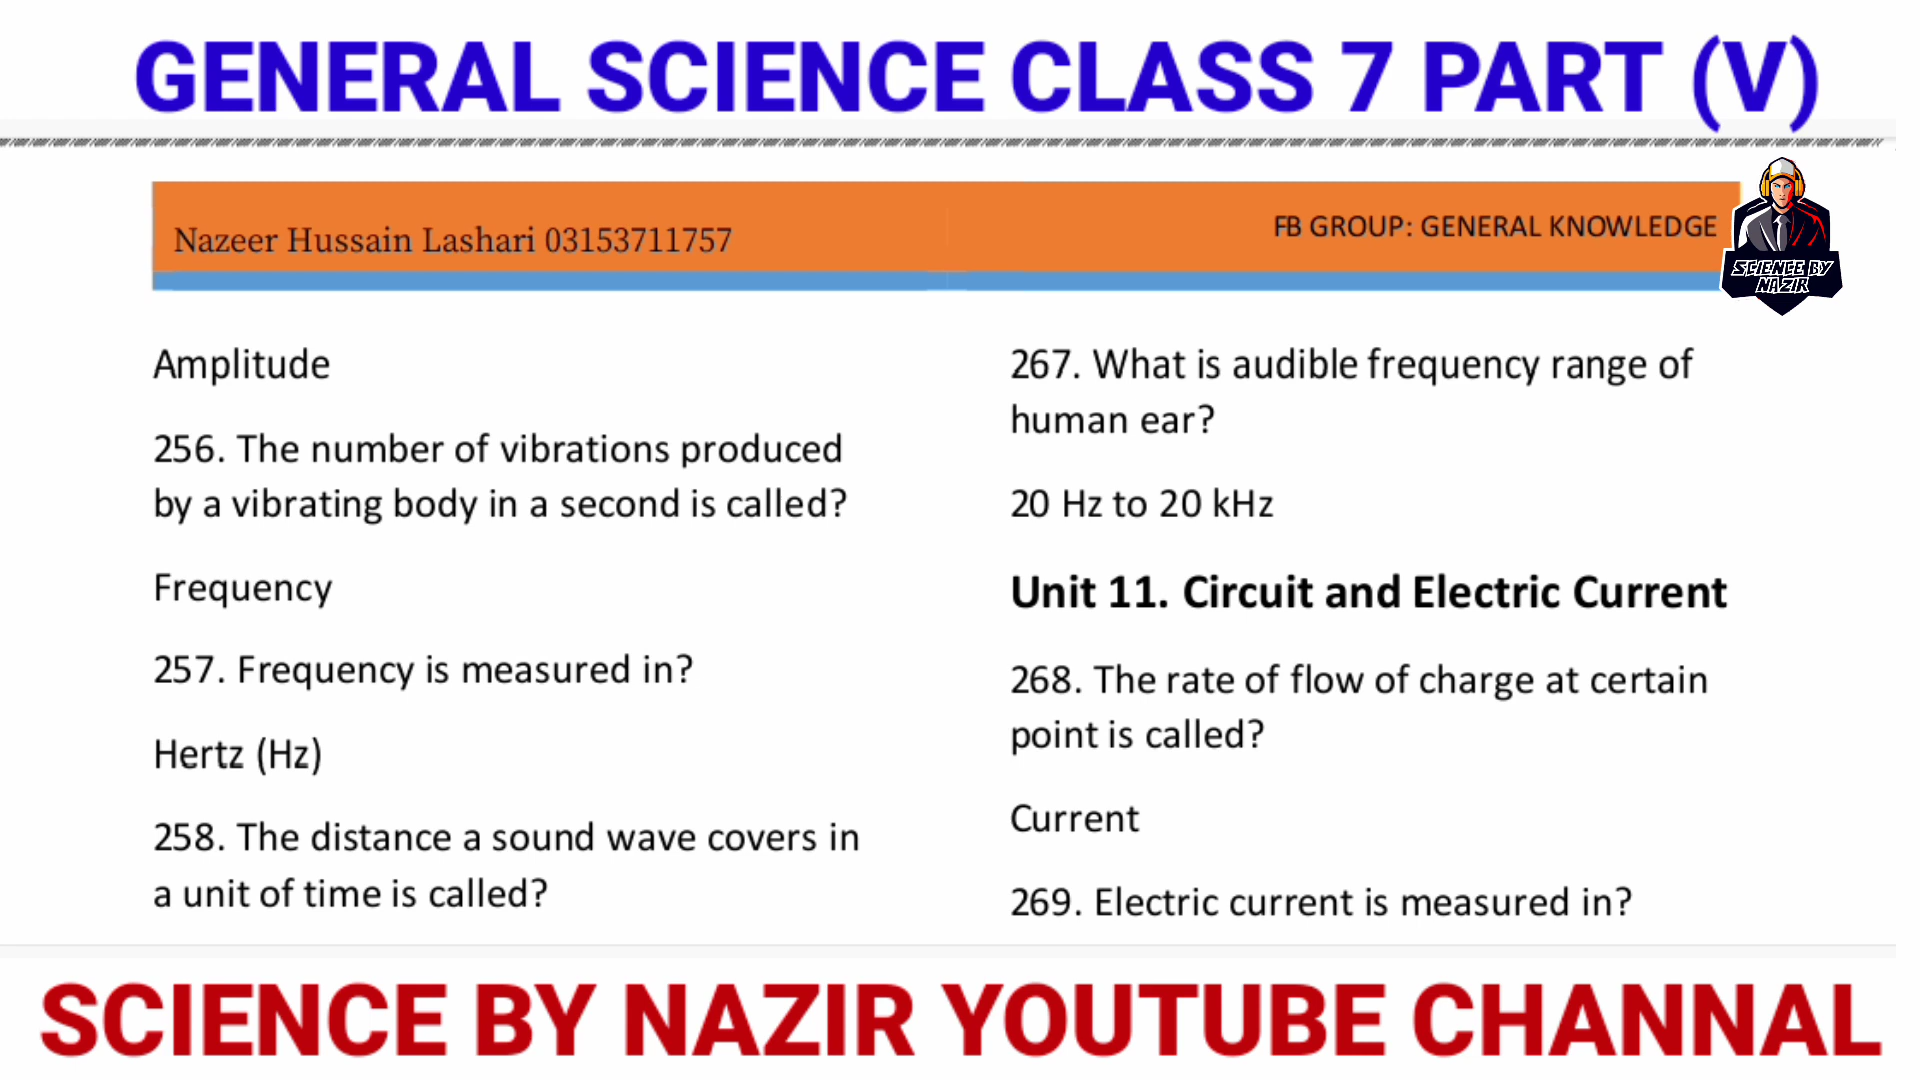 GENERAL SCIENCE CLASS 7 PART (V)
Nazeer Hussain Lashari 03153711757
FB GROUP: GENERAL KNOWLEDGE
SCIENCE BY
NAZIR
Amplitude
256. The number of vibrations produced
by a vibrating body in a second is called?
Frequency
257. Frequency is measured in?
Hertz (Hz)
258. The distance a sound wave covers in
a unit of time is called?
267. What is audible frequency range of
human ear?
20 Hz to 20 kHz
Unit 11. Circuit and Electric Current
268. The rate of flow of charge at certain
point is called?
Current
269. Electric current is measured in?
SCIENCE BY NAZIR YOUTUBE CHANNAL